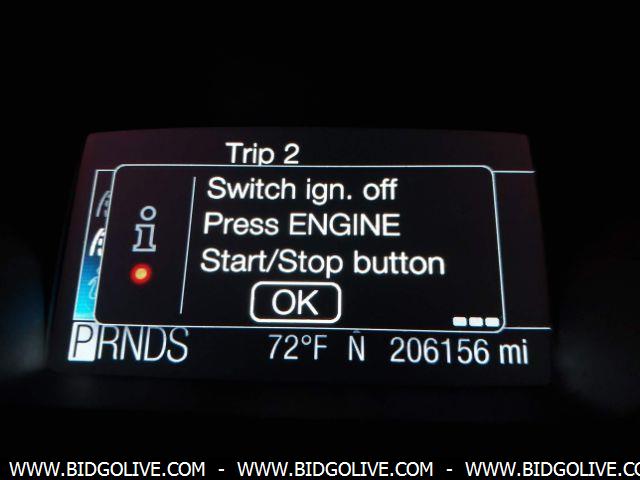 Trip 2
Switch ign. off
Press ENGINE
Start/Stop button
OK
PRNDS 72°F N 206156 mi
WWW.BIDGOLIVE.COM - WWW.BIDGOLIVE.COM - WWW.BIDGOLIVE.CO